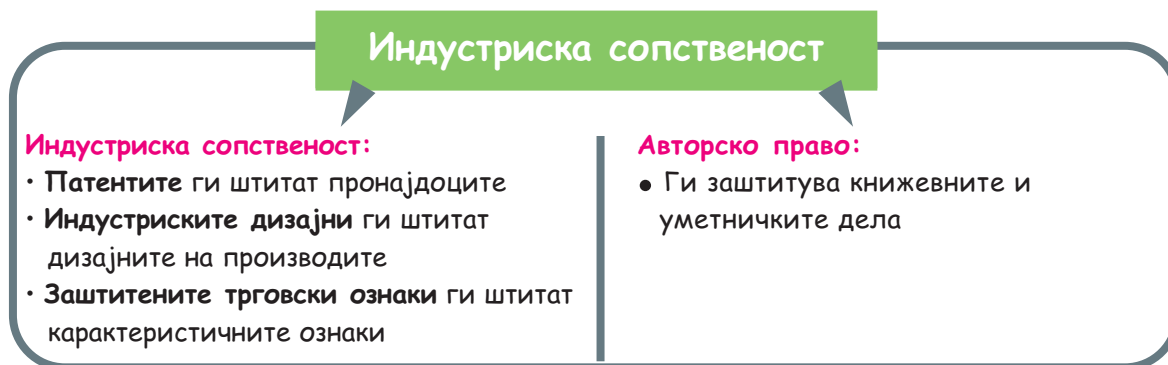 Индустриска сопственост
Индустриска сопственост:
· Патентите ги штитат пронајдоците
· Индустриските дизајни ги штитат
дизајните на производите
· Заштитените трговски ознаки ги штитат
карактеристичните ознаки
Авторско право:
● Ги заштитува книжевните и
уметничките дела